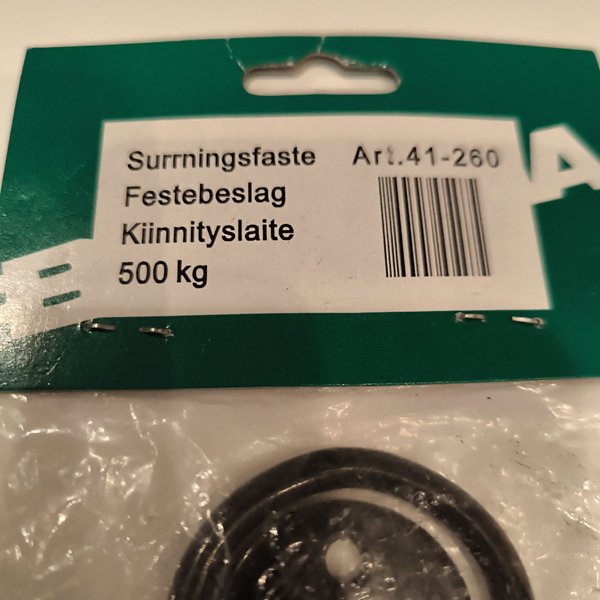 Surrningsfaste Art.41-260
Festebeslag
Kiinnityslaite
500 kg